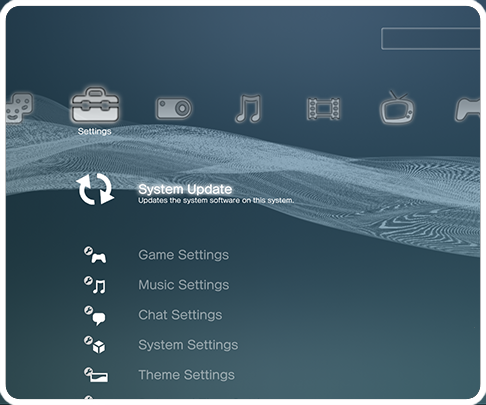 Settings
System Update
Updates the system software on this system.
Game Settings
Music Settings
Chat Settings
System Settings
Theme Settings